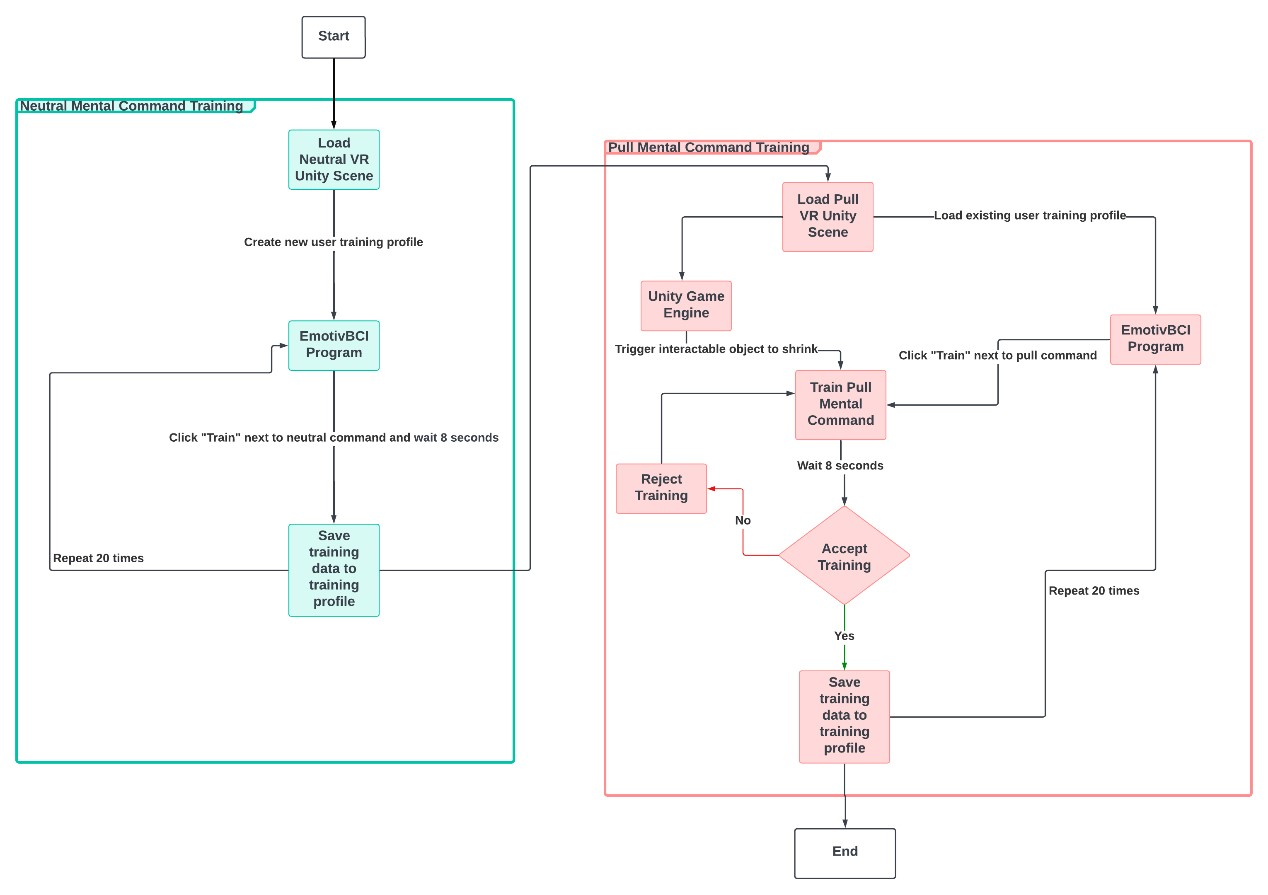 Start
Neutral Mental Command Training
Load
Neutral VR
Unity Scene
Create new user training profile
EmotivBCI
Program
Click "Train" next to neutral command and wait 8 seconds
Save
training
data to
training
profile
Repeat 20 times
Pull Mental Command Training
Load Pull
VR Unity
Scene
Load existing user training profile
Unity Game
Engine
EmotivBCI
Program
Trigger interactable object to shrink
Click "Train" next to pull command
Train Pull
Mental
Command
Wait 8 seconds
Reject
Training
No
Accept
Training
Repeat 20 times
Yes
Save
training
data to
training
profile
End